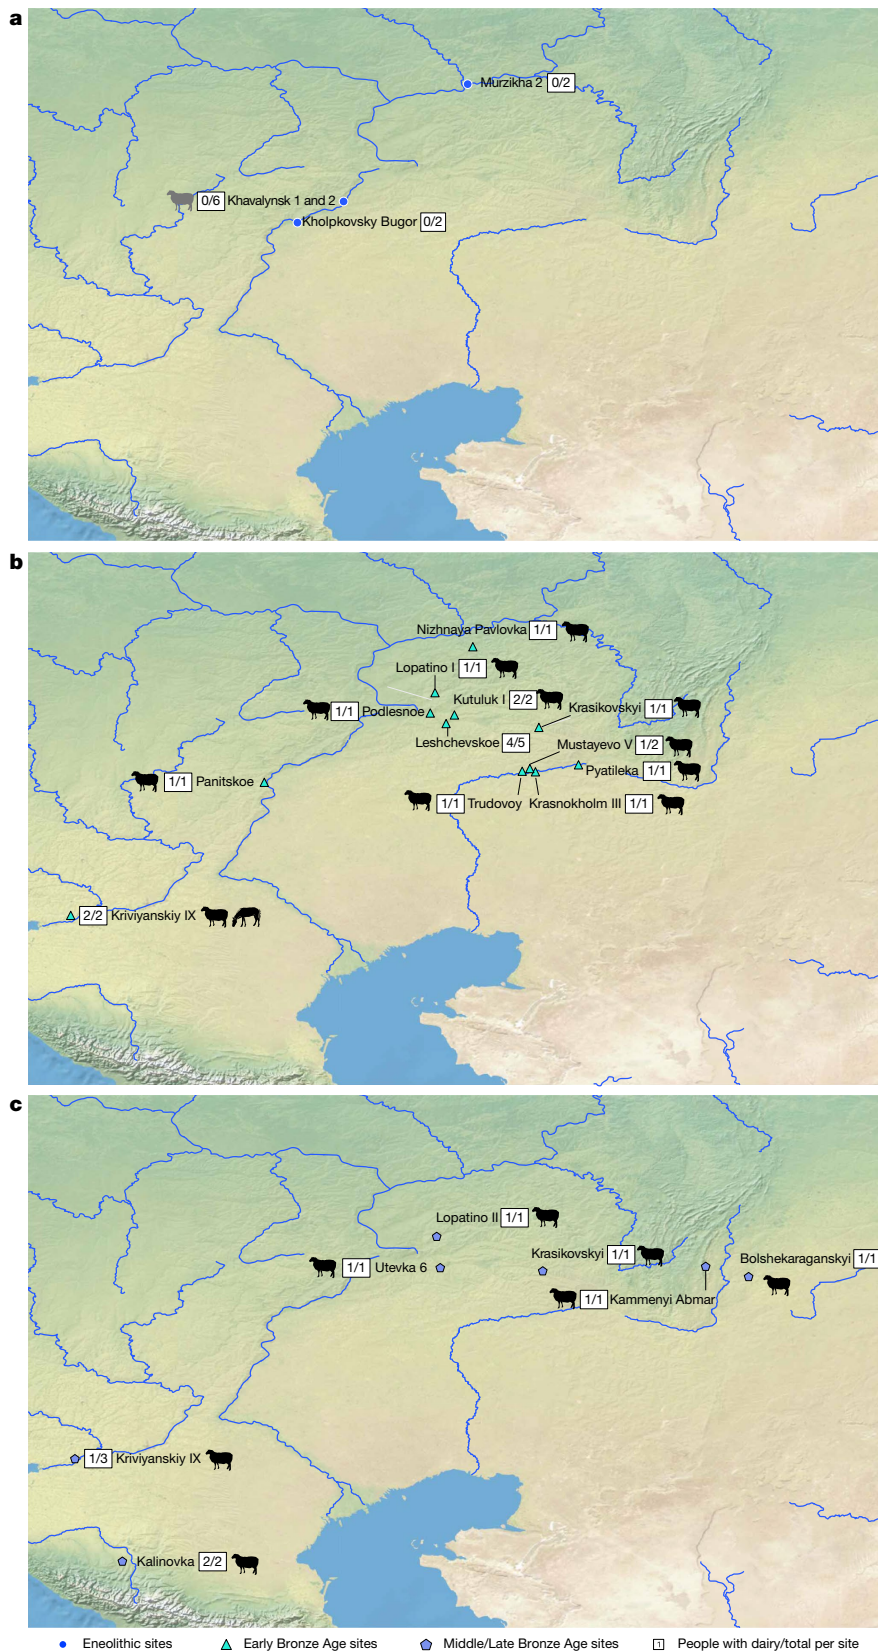 a
Murzikha 2 0/2
0/6 Khavalynsk 1 and 2
Kholpkovsky Bugor 0/2
b
Nizhnaya Pavlovka 1/1
Lopatino I 1/1
Kutuluk I 2/2
1/1 Podlesnoe
Krasikovskyi 1/1
Leshchevskoe 4/5
Mustayevo V 1/2
Pyatileka 1/1
1/1 Panitskoe
1/1 Trudovoy
Krasnokholm III 1/1
2/2 Kriviyanskiy IX
c
Lopatino II 1/1
Krasikovskyi 1/1
Bolshekaraganskyi 1/1
1/1 Utevka 6
1/1 Kammenyi Abmar
1/3 Kriviyanskiy IX
Kalinovka 2/2
Eneolithic sites
Early Bronze Age sites
Middle/Late Bronze Age sites
1 People with dairy/total per site